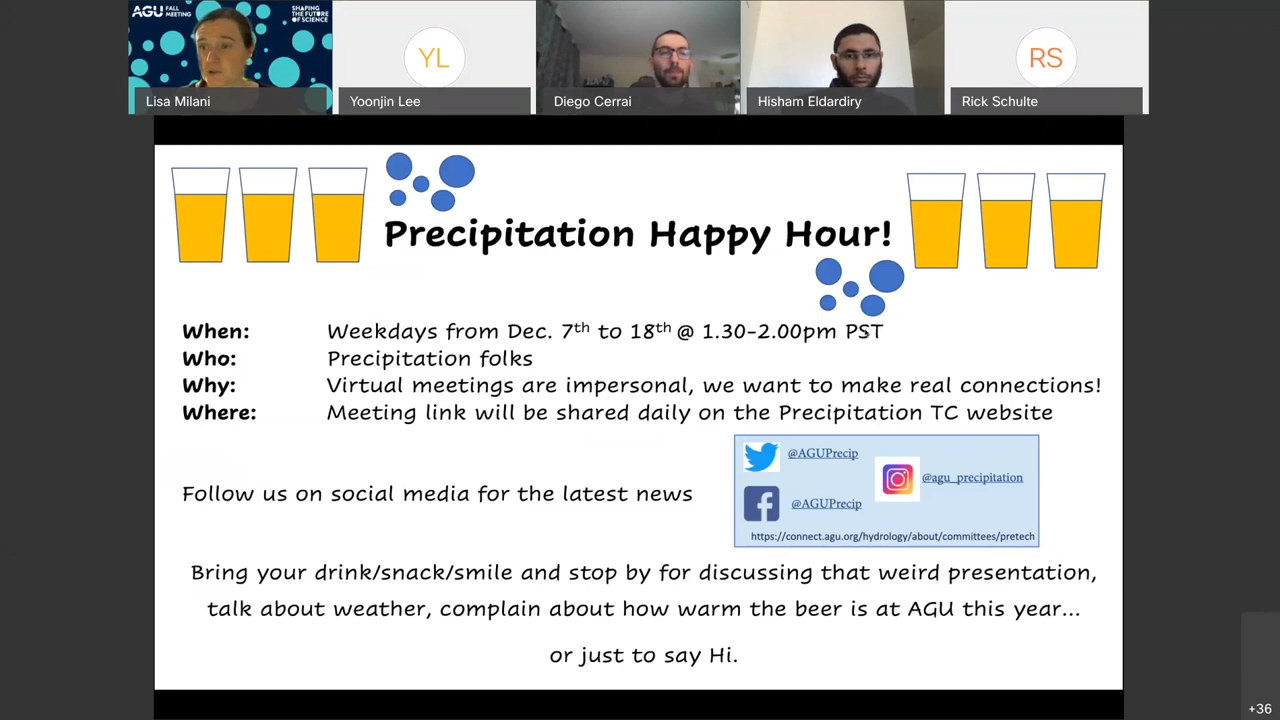 AGU FALL MEETING
SHAPING THE FUTURE OF SCIENCE
YL
RS
Lisa Milani
Yoonjin Lee
Diego Cerrai
Hisham Eldardiry
Rick Schulte
Precipitation Happy Hour!
When: Weekdays from Dec. 7th to 18th @ 1.30-2.00pm PST
Who: Precipitation folks
Why: Virtual meetings are impersonal, we want to make real connections!
Where: Meeting link will be shared daily on the Precipitation TC website
@AGUPrecip
@agu_precipitation
Follow us on social media for the latest news
@AGUPrecip
https://connect.agu.org/hydrology/about/committees/pretech
Bring your drink/snack/smile and stop by for discussing that weird presentation,
talk about weather, complain about how warm the beer is at AGU this year...
or just to say Hi.
+36